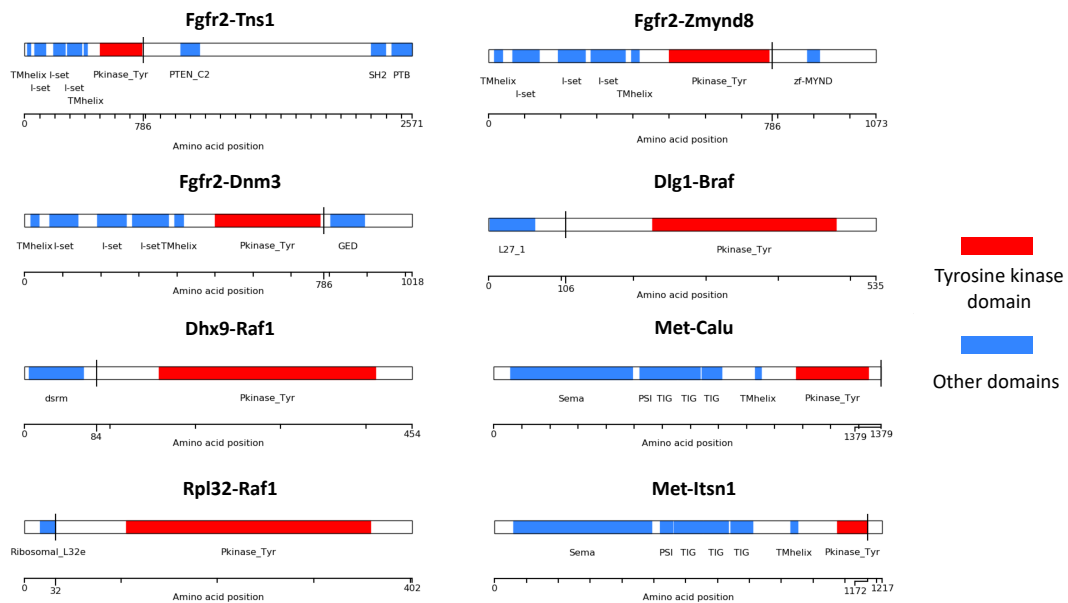 Fgfr2-Tns1
TMhelix I-set Pkinase_Tyr PTEN_C2 SH2 PTB
I-set I-set
TMhelix
0 786 2571
Amino acid position
Fgfr2-Zmynd8
TMhelix I-set I-set Pkinase_Tyr zf-MYND
I-set TMhelix
0 786 1073
Amino acid position
Fgfr2-Dnm3
TMhelix I-set I-set I-set TMhelix Pkinase_Tyr GED
0 786 1018
Amino acid position
Dlg1-Braf
L27_1 Pkinase_Tyr
0 106 535
Amino acid position
Dhx9-Raf1
dsrm Pkinase_Tyr
0 84 454
Amino acid position
Met-Calu
Sema PSI TIG TIG TIG TMhelix Pkinase_Tyr
0 1379 1379
Amino acid position
Rpl32-Raf1
Ribosomal_L32e Pkinase_Tyr
0 32 402
Amino acid position
Met-Itsn1
Sema PSI TIG TIG TIG TMhelix Pkinase_Tyr
0 1172 1217
Amino acid position
Tyrosine kinase
domain
Other domains